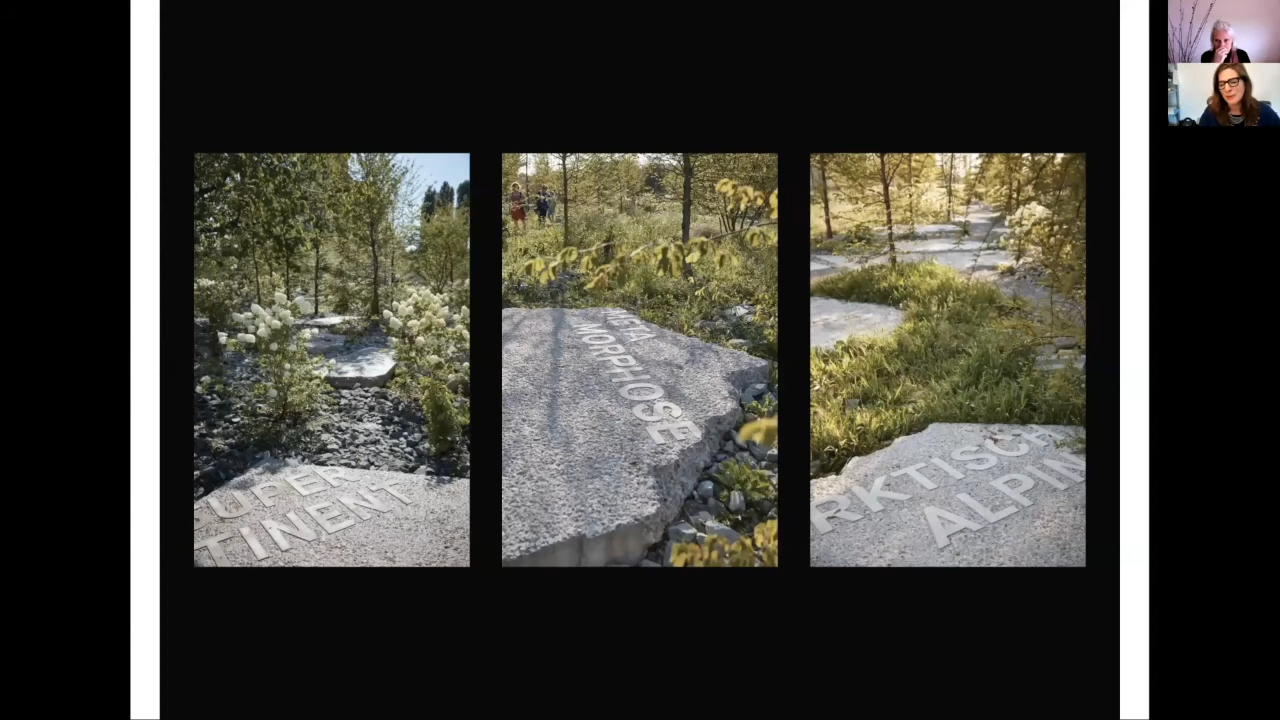 SUPER
TINENT
META
MORPHOSE
RKTISCH
ALPIN